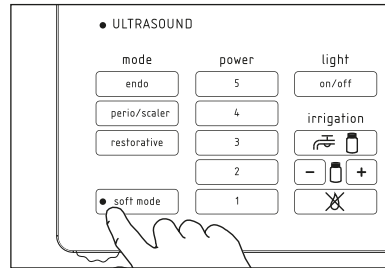 ULTRASOUND
mode power light
endo 5 on/off
perio/scaler 4 irrigation
restorative 3
2 - +
soft mode 1